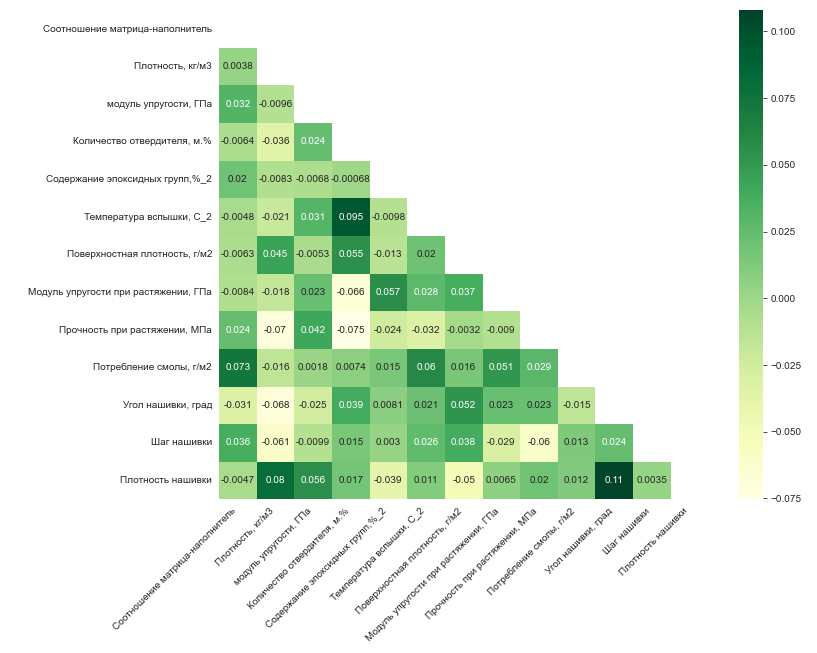 Соотношение матрица-наполнитель
Плотность, кг/м3 0.0038
модуль упругости, ГПа 0.032 -0.0096
Количество отвердителя, м.% -0.0064 -0.036 0.024
Содержание эпоксидных групп,%_2 0.02 -0.0083 -0.0068 -0.00068
Температура вспышки, С_2 -0.0048 -0.021 0.031 0.095 -0.0098
Поверхностная плотность, г/м2 -0.0063 0.045 -0.0053 0.055 -0.013 0.02
Модуль упругости при растяжении, ГПа -0.0084 -0.018 0.023 -0.066 0.057 0.028 0.037
Прочность при растяжении, МПа 0.024 -0.07 0.042 -0.075 -0.024 -0.032 -0.0032 -0.009
Потребление смолы, г/м2 0.073 -0.016 0.0018 0.0074 0.015 0.06 0.016 0.051 0.029
Угол нашивки, град -0.031 -0.068 -0.025 0.039 0.0081 0.021 0.052 0.023 0.023 -0.015
Шаг нашивки 0.036 -0.061 -0.0099 0.015 0.003 0.026 0.038 -0.029 -0.06 0.013 0.024
Плотность нашивки -0.0047 0.08 0.056 0.017 -0.039 0.011 -0.05 0.0065 0.02 0.012 0.11 0.0035
Соотношение матрица-наполнитель
Плотность, кг/м3
модуль упругости, ГПа
Количество отвердителя, м.%
Содержание эпоксидных групп,%_2
Температура вспышки, С_2
Поверхностная плотность, г/м2
Модуль упругости при растяжении, ГПа
Прочность при растяжении, МПа
Потребление смолы, г/м2
Угол нашивки, град
Шаг нашивки
Плотность нашивки
0.100
0.075
0.050
0.025
0.000
−0.025
−0.050
−0.075